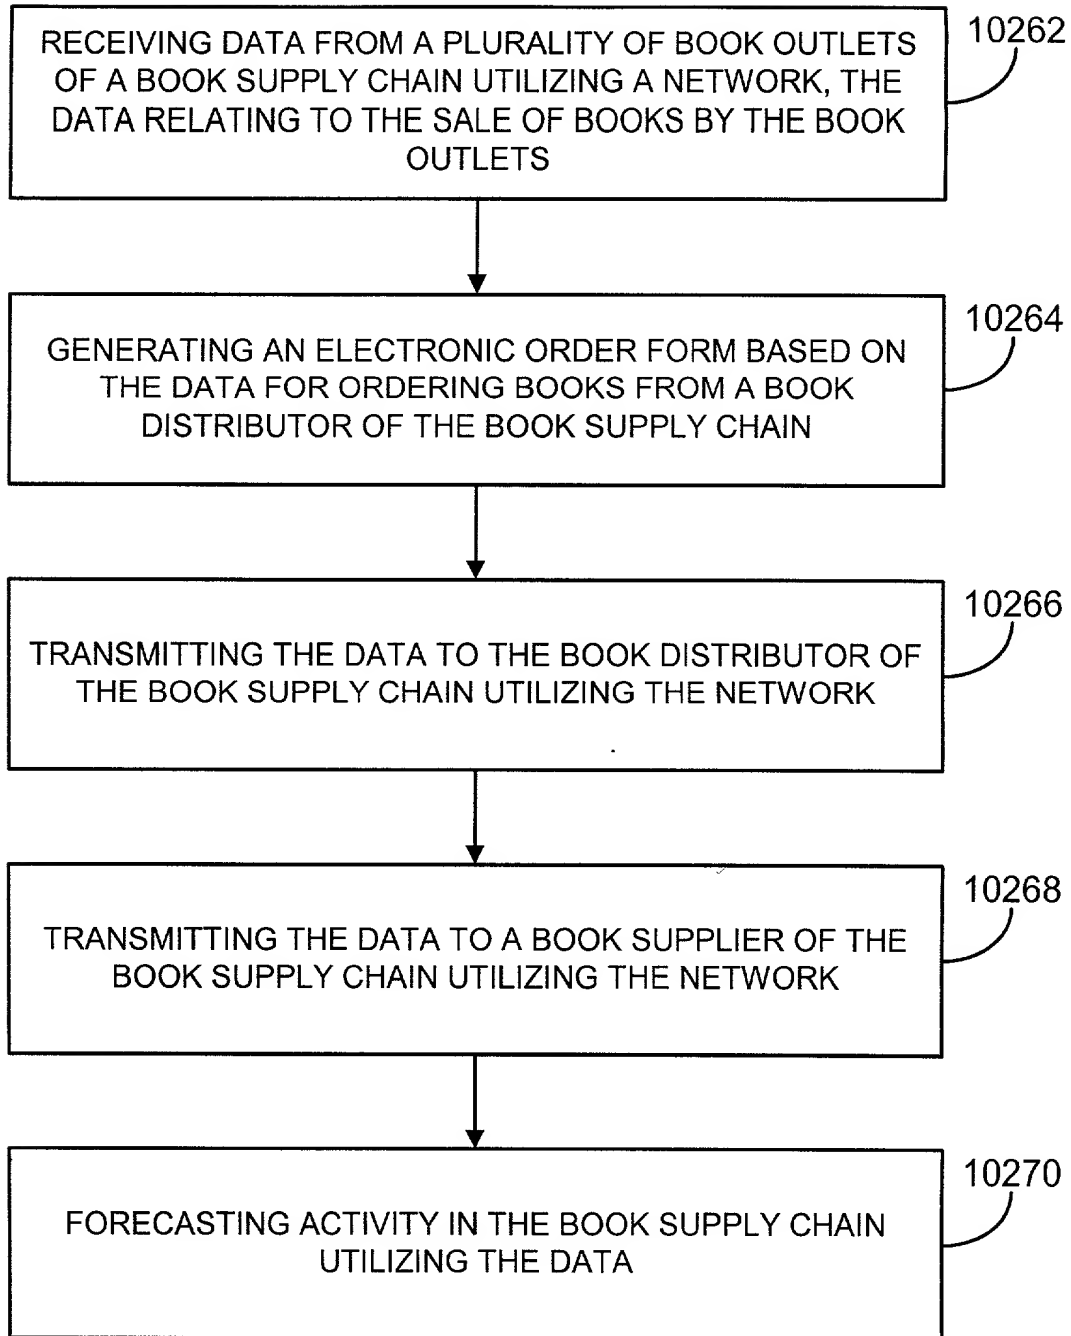 RECEIVING DATA FROM A PLURALITY OF BOOK OUTLETS
OF A BOOK SUPPLY CHAIN UTILIZING A NETWORK, THE
DATA RELATING TO THE SALE OF BOOKS BY THE BOOK
OUTLETS
10262
GENERATING AN ELECTRONIC ORDER FORM BASED ON
THE DATA FOR ORDERING BOOKS FROM A BOOK
DISTRIBUTOR OF THE BOOK SUPPLY CHAIN
10264
TRANSMITTING THE DATA TO THE BOOK DISTRIBUTOR OF
THE BOOK SUPPLY CHAIN UTILIZING THE NETWORK
10266
TRANSMITTING THE DATA TO A BOOK SUPPLIER OF THE
BOOK SUPPLY CHAIN UTILIZING THE NETWORK
10268
FORECASTING ACTIVITY IN THE BOOK SUPPLY CHAIN
UTILIZING THE DATA
10270